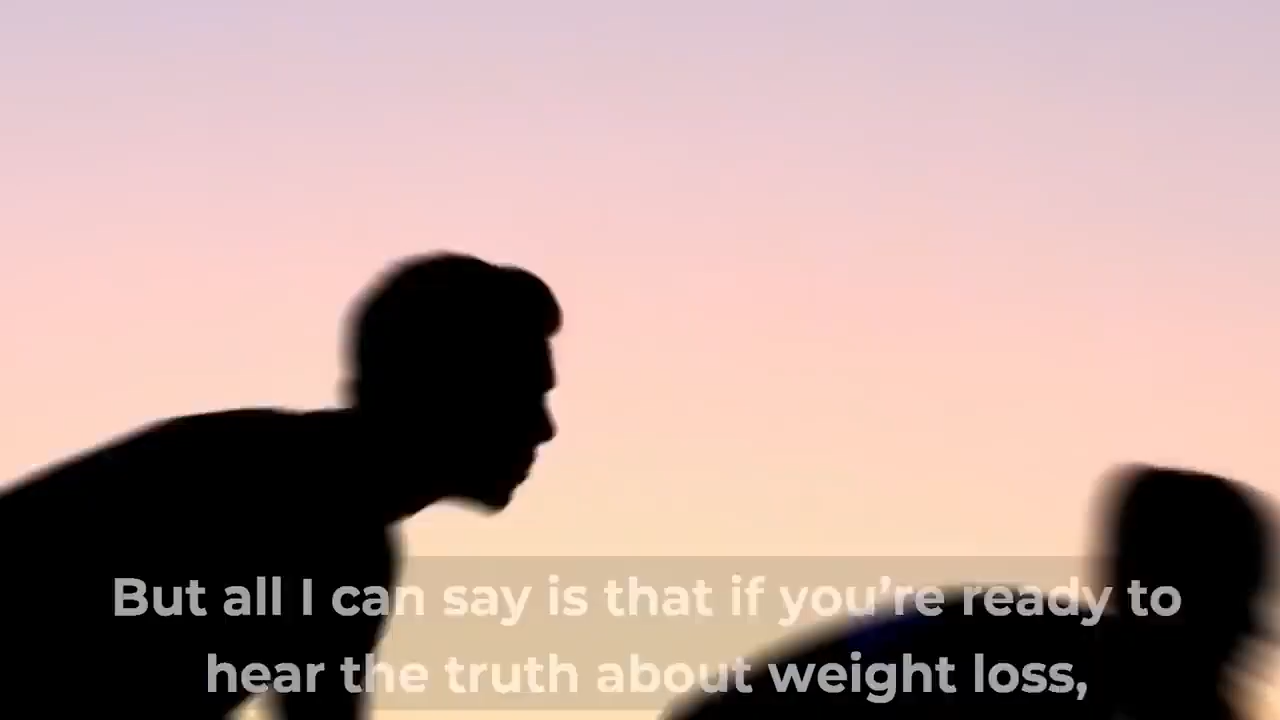 But all I can say is that if you’re ready to
hear the truth about weight loss,